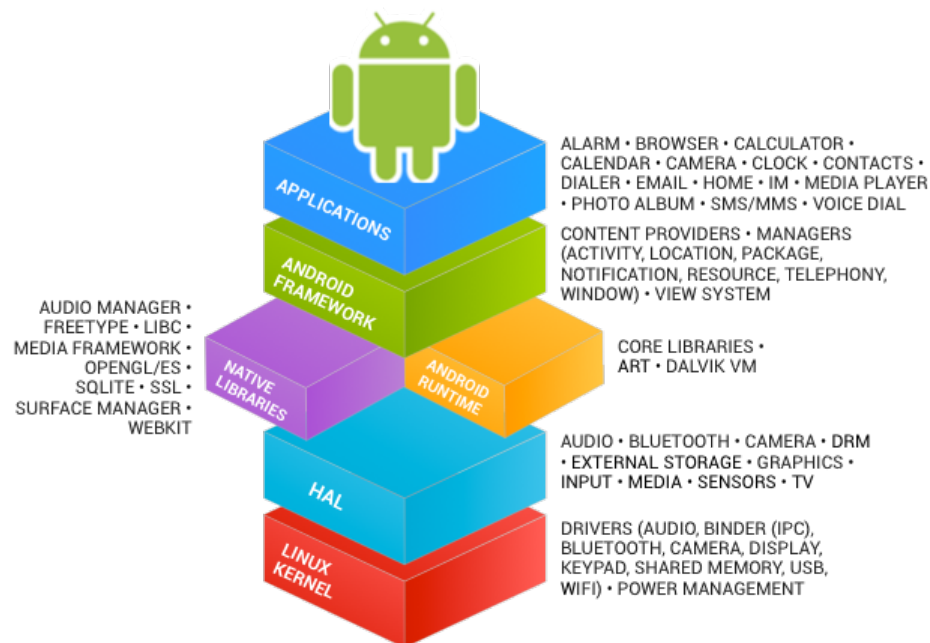 APPLICATIONS
ALARM • BROWSER • CALCULATOR •
CALENDAR • CAMERA • CLOCK • CONTACTS •
DIALER • EMAIL • HOME • IM • MEDIA PLAYER
• PHOTO ALBUM • SMS/MMS • VOICE DIAL
ANDROID
FRAMEWORK
CONTENT PROVIDERS • MANAGERS
(ACTIVITY, LOCATION, PACKAGE,
NOTIFICATION, RESOURCE, TELEPHONY,
WINDOW) • VIEW SYSTEM
AUDIO MANAGER •
FREETYPE • LIBC •
MEDIA FRAMEWORK •
OPENGL/ES •
SQLITE • SSL •
SURFACE MANAGER •
WEBKIT
NATIVE
LIBRARIES
ANDROID
RUNTIME
CORE LIBRARIES •
ART • DALVIK VM
HAL
AUDIO • BLUETOOTH • CAMERA • DRM
• EXTERNAL STORAGE • GRAPHICS •
INPUT • MEDIA • SENSORS • TV
LINUX
KERNEL
DRIVERS (AUDIO, BINDER (IPC),
BLUETOOTH, CAMERA, DISPLAY,
KEYPAD, SHARED MEMORY, USB,
WIFI) • POWER MANAGEMENT